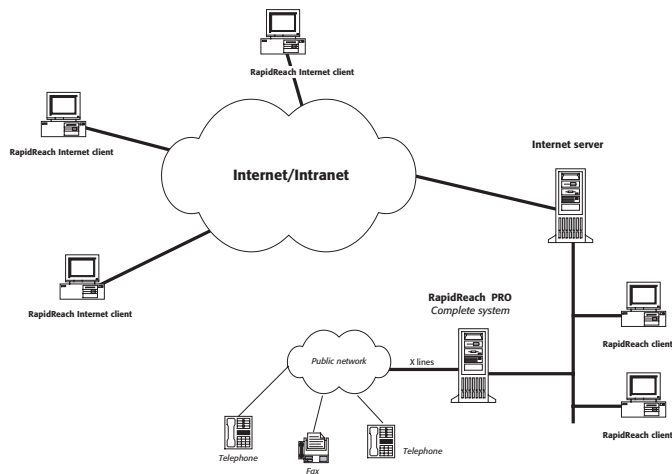 RapidReach Internet client
RapidReach Internet client
Internet server
Internet/Intranet
RapidReach Internet client
RapidReach PRO
Complete system
RapidReach client
Public network
X lines
RapidReach client
Telephone
Telephone
Fax